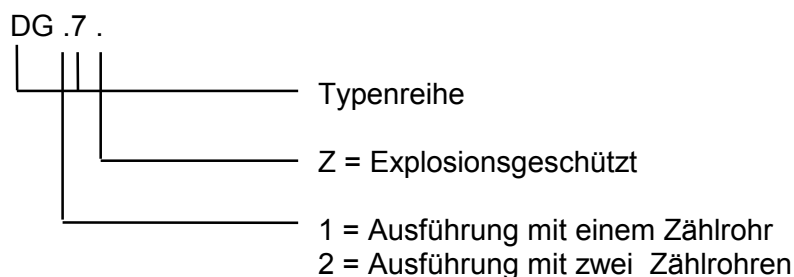 DG .7 .
Typenreihe
Z = Explosionsgeschützt
1 = Ausführung mit einem Zählrohr
2 = Ausführung mit zwei  Zählrohren